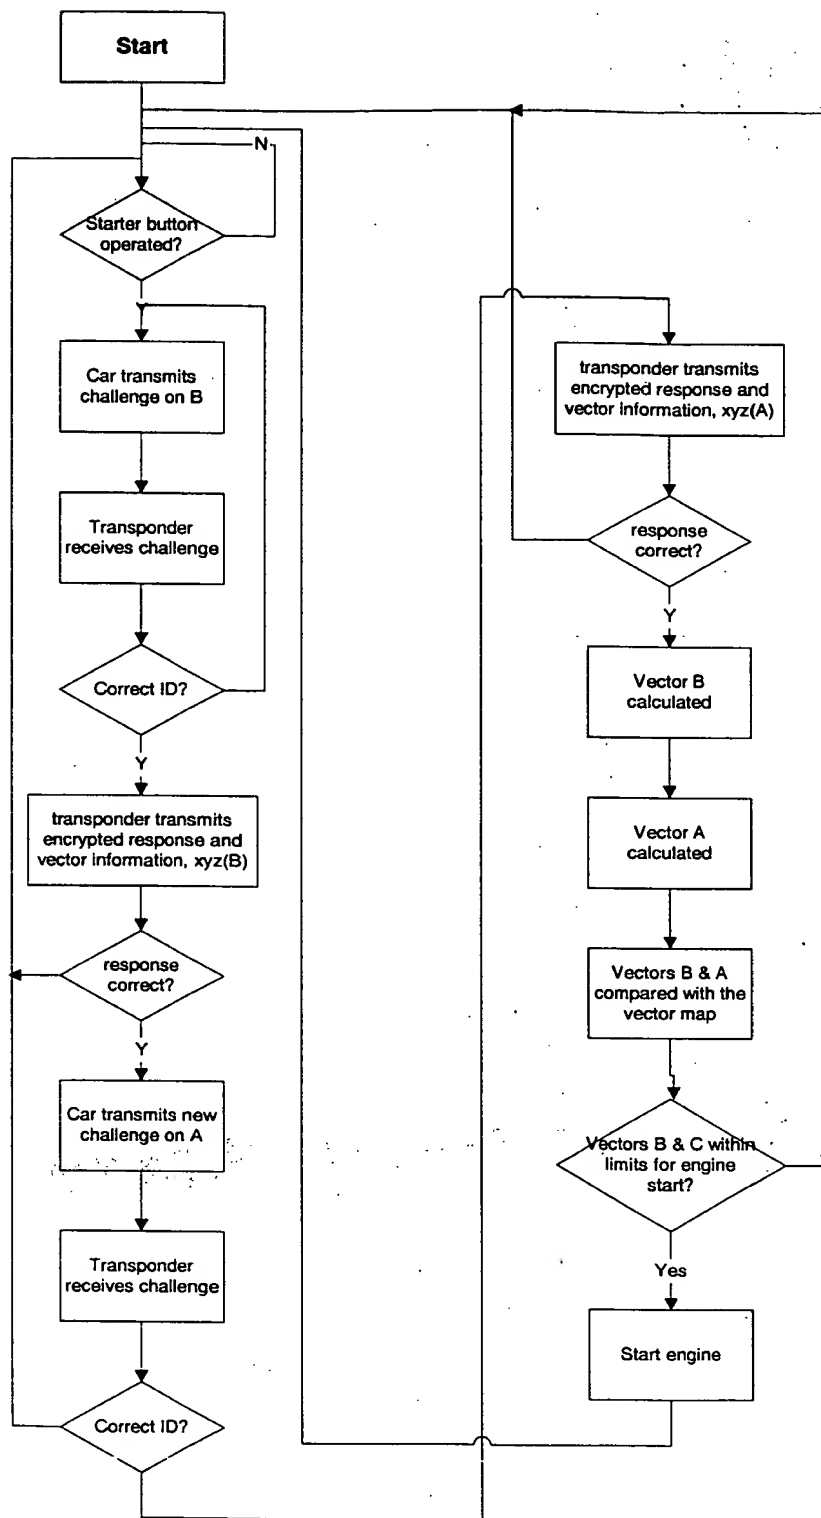 Start
N
Starter button
operated?
Y
Car transmits
challenge on B
Transponder
receives challenge
Correct ID?
Y
transponder transmits
encrypted response and
vector information, xyz(B)
response
correct?
Y
Car transmits new
challenge on A
Transponder
receives challenge
Correct ID?
transponder transmits
encrypted response and
vector information, xyz(A)
response
correct?
Y
Vector B
calculated
Vector A
calculated
Vectors B & A
compared with the
vector map
Vectors B & C within
limits for engine
start?
Yes
Start engine